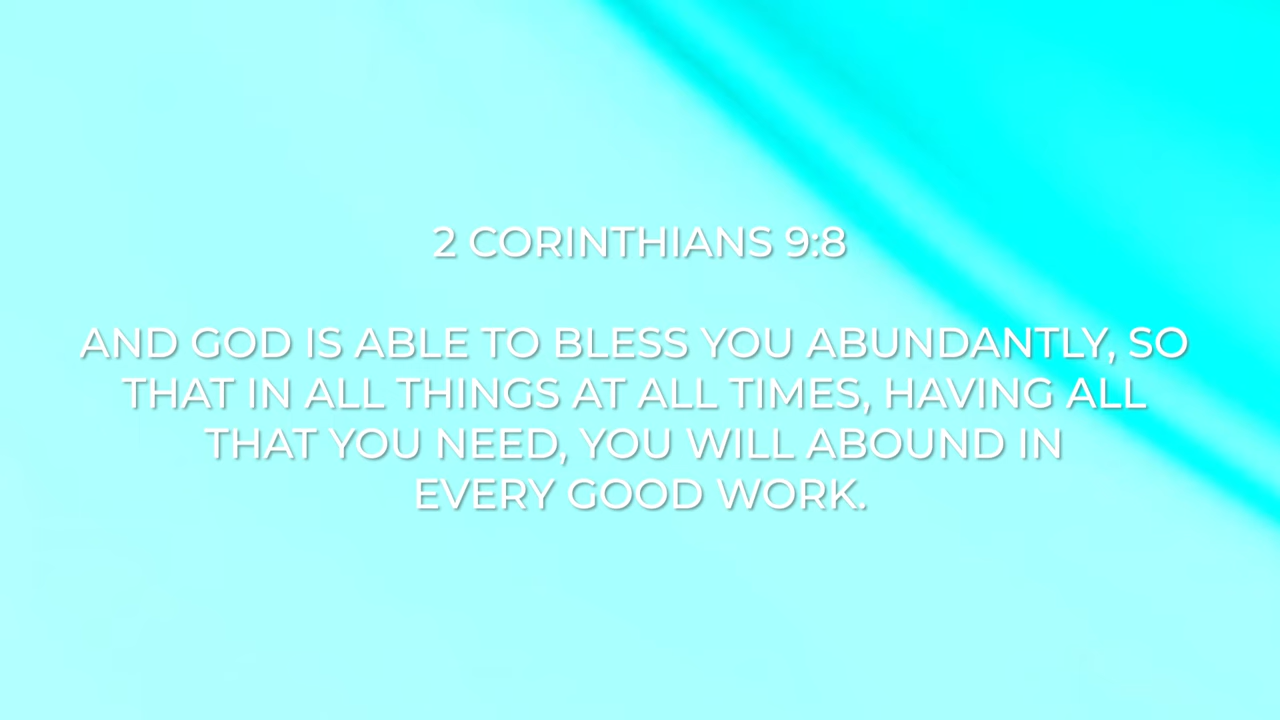 2 CORINTHIANS 9:8
AND GOD IS ABLE TO BLESS YOU ABUNDANTLY, SO
THAT IN ALL THINGS AT ALL TIMES, HAVING ALL
THAT YOU NEED, YOU WILL ABOUND IN
EVERY GOOD WORK.